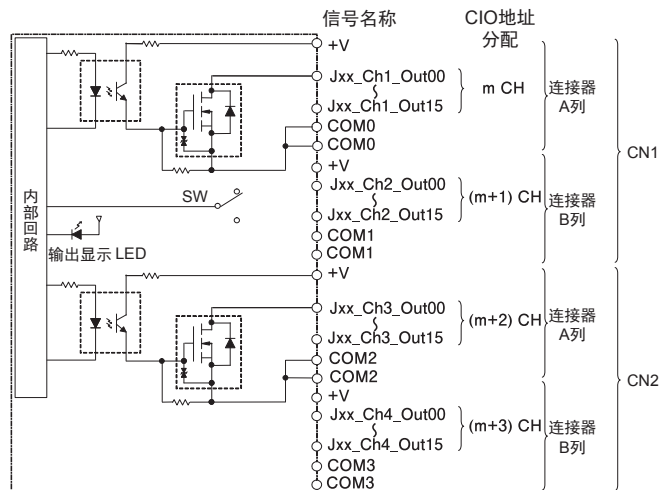 信号名称
CIO地址
分配
+V
Jxx_Ch1_Out00
m CH
连接器
A列
Jxx_Ch1_Out15
COM0
COM0
CN1
+V
Jxx_Ch2_Out00
(m+1) CH
连接器
B列
Jxx_Ch2_Out15
COM1
COM1
内部回路
SW
输出显示 LED
+V
Jxx_Ch3_Out00
(m+2) CH
连接器
A列
Jxx_Ch3_Out15
COM2
COM2
CN2
+V
Jxx_Ch4_Out00
(m+3) CH
连接器
B列
Jxx_Ch4_Out15
COM3
COM3